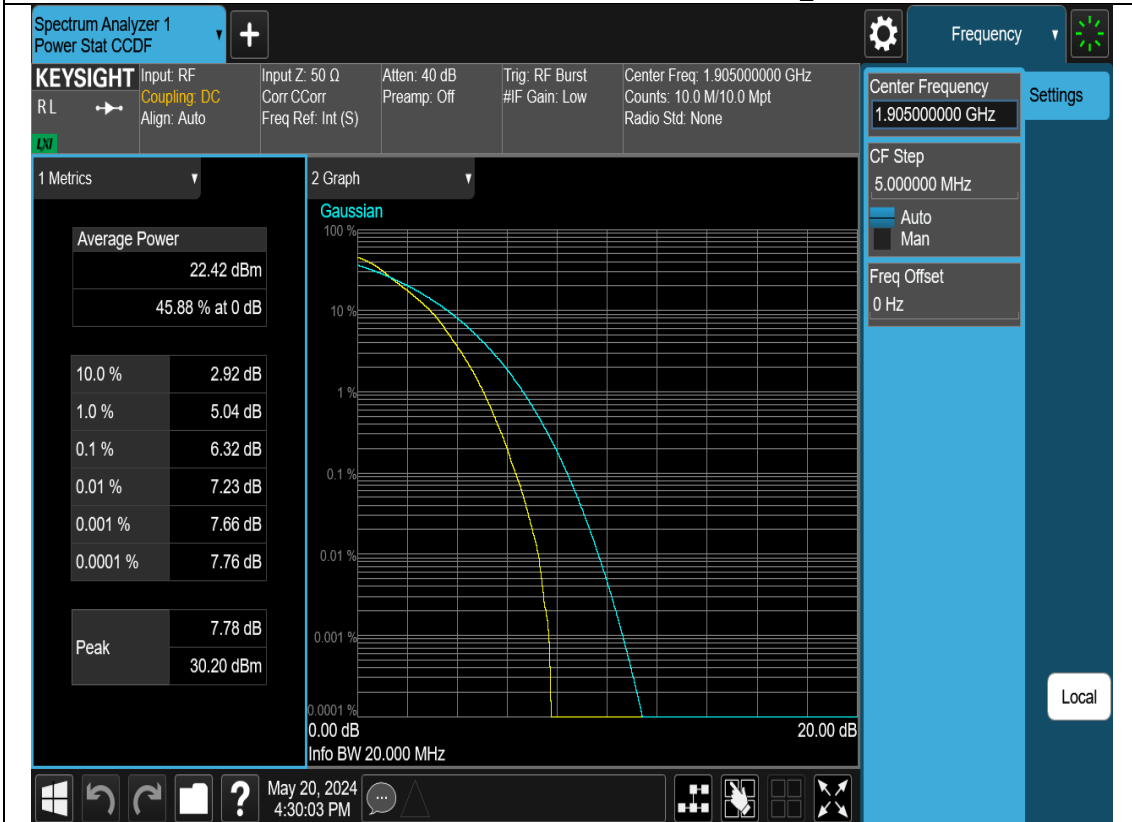 Spectrum Analyzer 1
Power Stat CCDF
+
Frequency
KEYSIGHT
RL
LXI
Input: RF
Coupling: DC
Align: Auto
Input Z: 50 Ω
Corr CCorr
Freq Ref: Int (S)
Atten: 40 dB
Preamp: Off
Trig: RF Burst
#IF Gain: Low
Center Freq: 1.905000000 GHz
Counts: 10.0 M/10.0 Mpt
Radio Std: None
Center Frequency
1.905000000 GHz
Settings
CF Step
5.000000 MHz
Auto
Man
Freq Offset
0 Hz
1 Metrics
Average Power
22.42 dBm
45.88 % at 0 dB
10.0 % 2.92 dB
1.0 % 5.04 dB
0.1 % 6.32 dB
0.01 % 7.23 dB
0.001 % 7.66 dB
0.0001 % 7.76 dB
Peak
7.78 dB
30.20 dBm
2 Graph
Gaussian
100 %
10 %
1 %
0.1 %
0.01 %
0.001 %
0.0001 %
0.00 dB 20.00 dB
Info BW 20.000 MHz
Local
?
May 20, 2024
4:30:03 PM